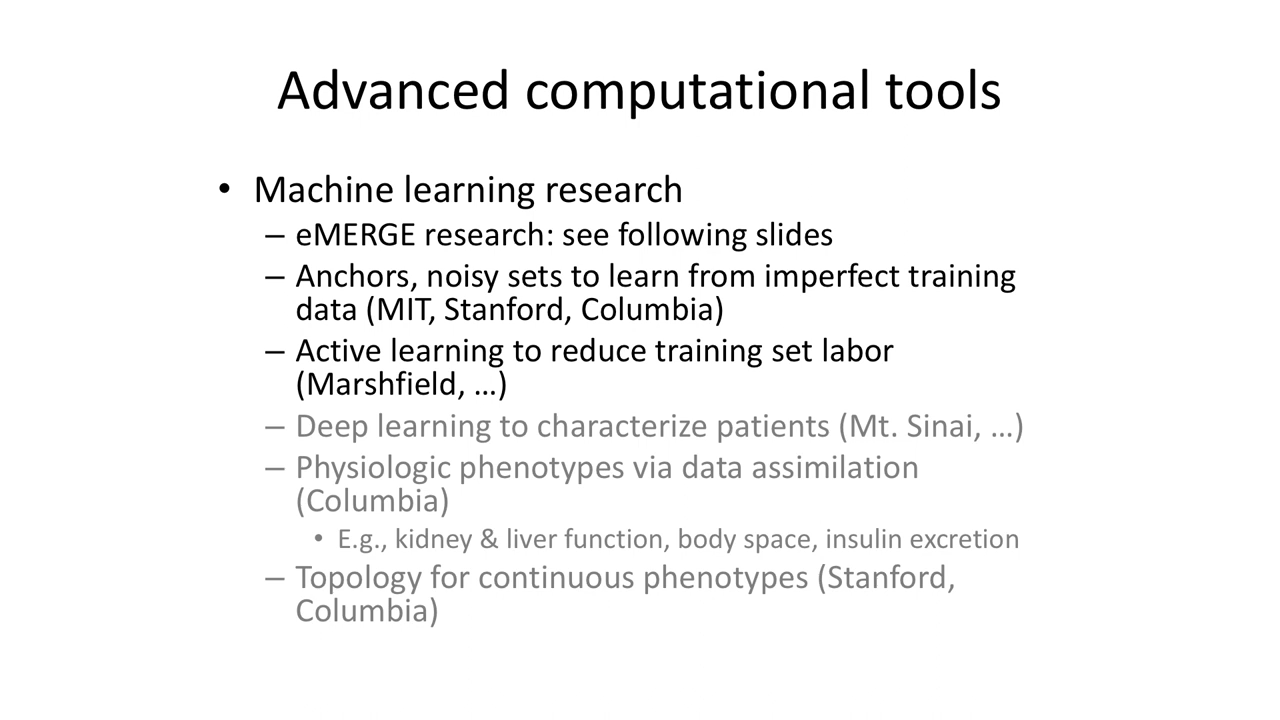 Advanced computational tools
• Machine learning research
– eMERGE research: see following slides
– Anchors, noisy sets to learn from imperfect training
data (MIT, Stanford, Columbia)
– Active learning to reduce training set labor
(Marshfield, …)
– Deep learning to characterize patients (Mt. Sinai, …)
– Physiologic phenotypes via data assimilation
(Columbia)
• E.g., kidney & liver function, body space, insulin excretion
– Topology for continuous phenotypes (Stanford,
Columbia)